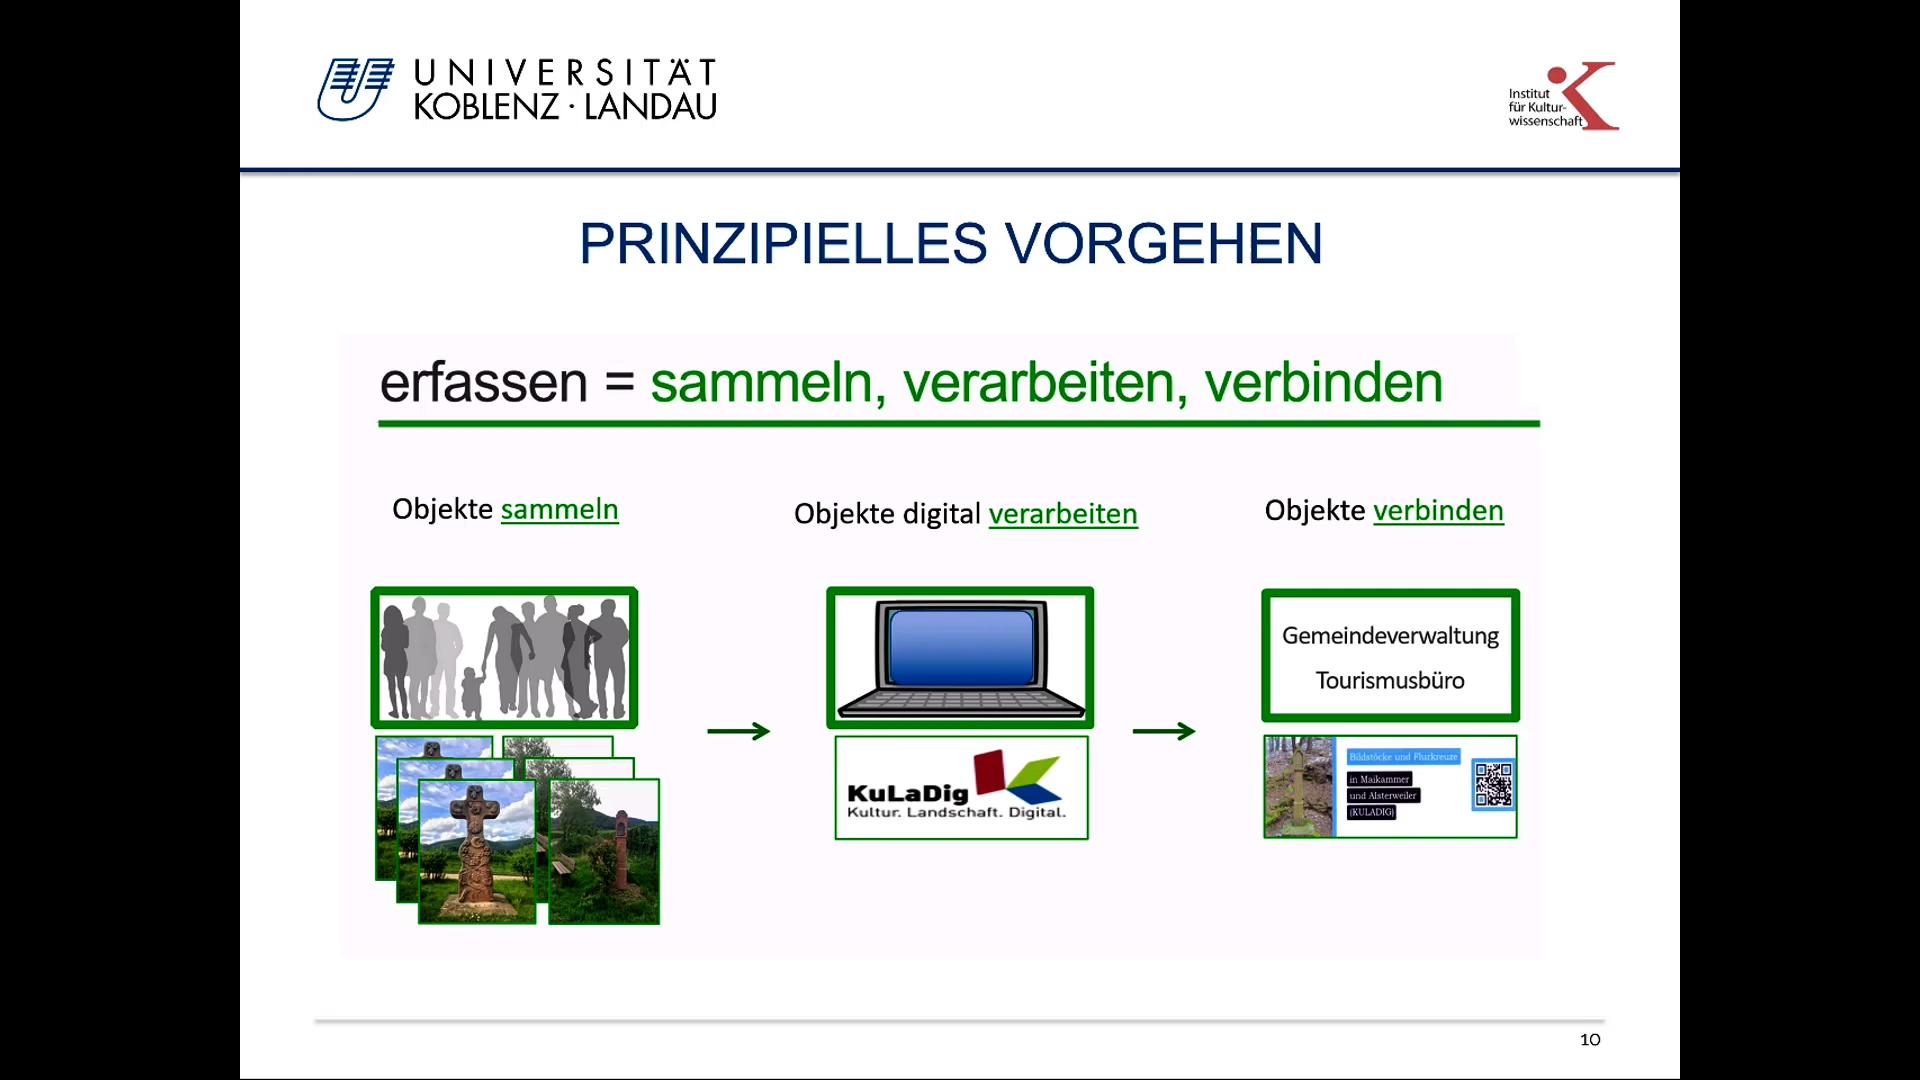 UNIVERSITÄT
KOBLENZ · LANDAU
Institut
für Kultur-
wissenschaft
PRINZIPIELLES VORGEHEN
erfassen = sammeln, verarbeiten, verbinden
Objekte sammeln
Objekte digital verarbeiten
Objekte verbinden
Gemeindeverwaltung
Tourismusbüro
KuLaDig
Kultur. Landschaft. Digital.
Bildstöcke und Flurkreuze
in Maikammer
und Alsterweiler
(KULADIG)
10